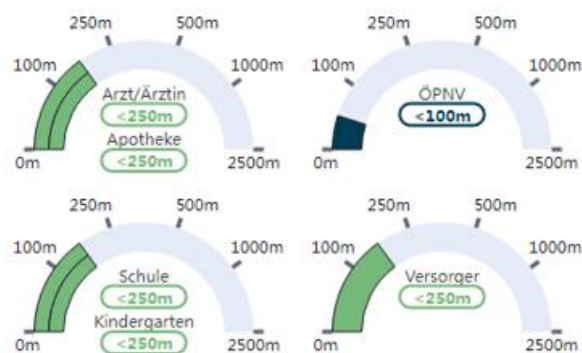 250m 500m
100m 1000m
Arzt/Ärztin
<250m
Apotheke
<250m
0m 2500m
250m 500m
100m 1000m
ÖPNV
<100m
0m 2500m
250m 500m
100m 1000m
Schule
<250m
Kindergarten
<250m
0m 2500m
250m 500m
100m 1000m
Versorger
<250m
0m 2500m